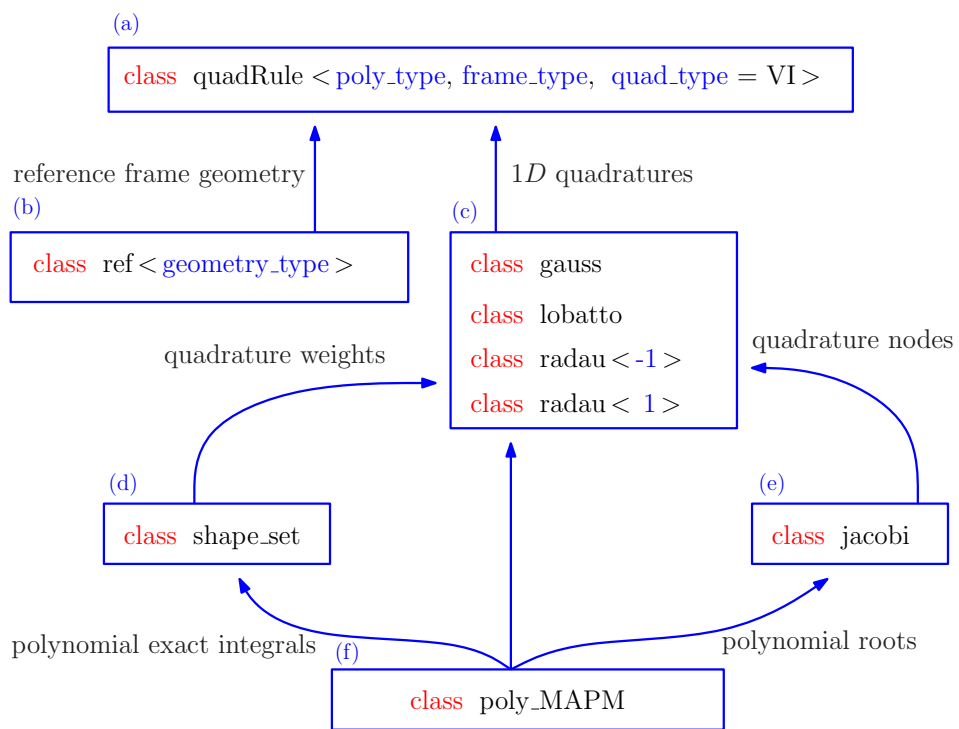 (a)
class quadRule < poly_type, frame_type, quad_type = VI >
reference frame geometry
1D quadratures
(b)
(c)
class ref < geometry_type >
class gauss
class lobatto
class radau < -1 >
class radau < 1 >
quadrature weights
quadrature nodes
(d)
(e)
class shape_set
class jacobi
polynomial exact integrals
polynomial roots
(f)
class poly_MAPM